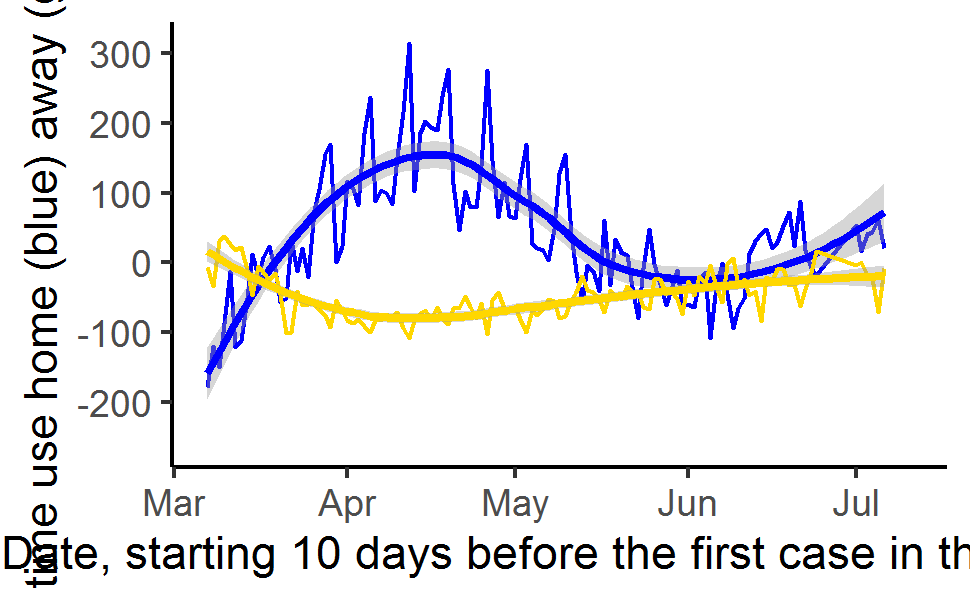 time use home (blue) away (
300
200
100
0
-100
-200
Mar Apr May Jun Jul
Date, starting 10 days before the first case in th